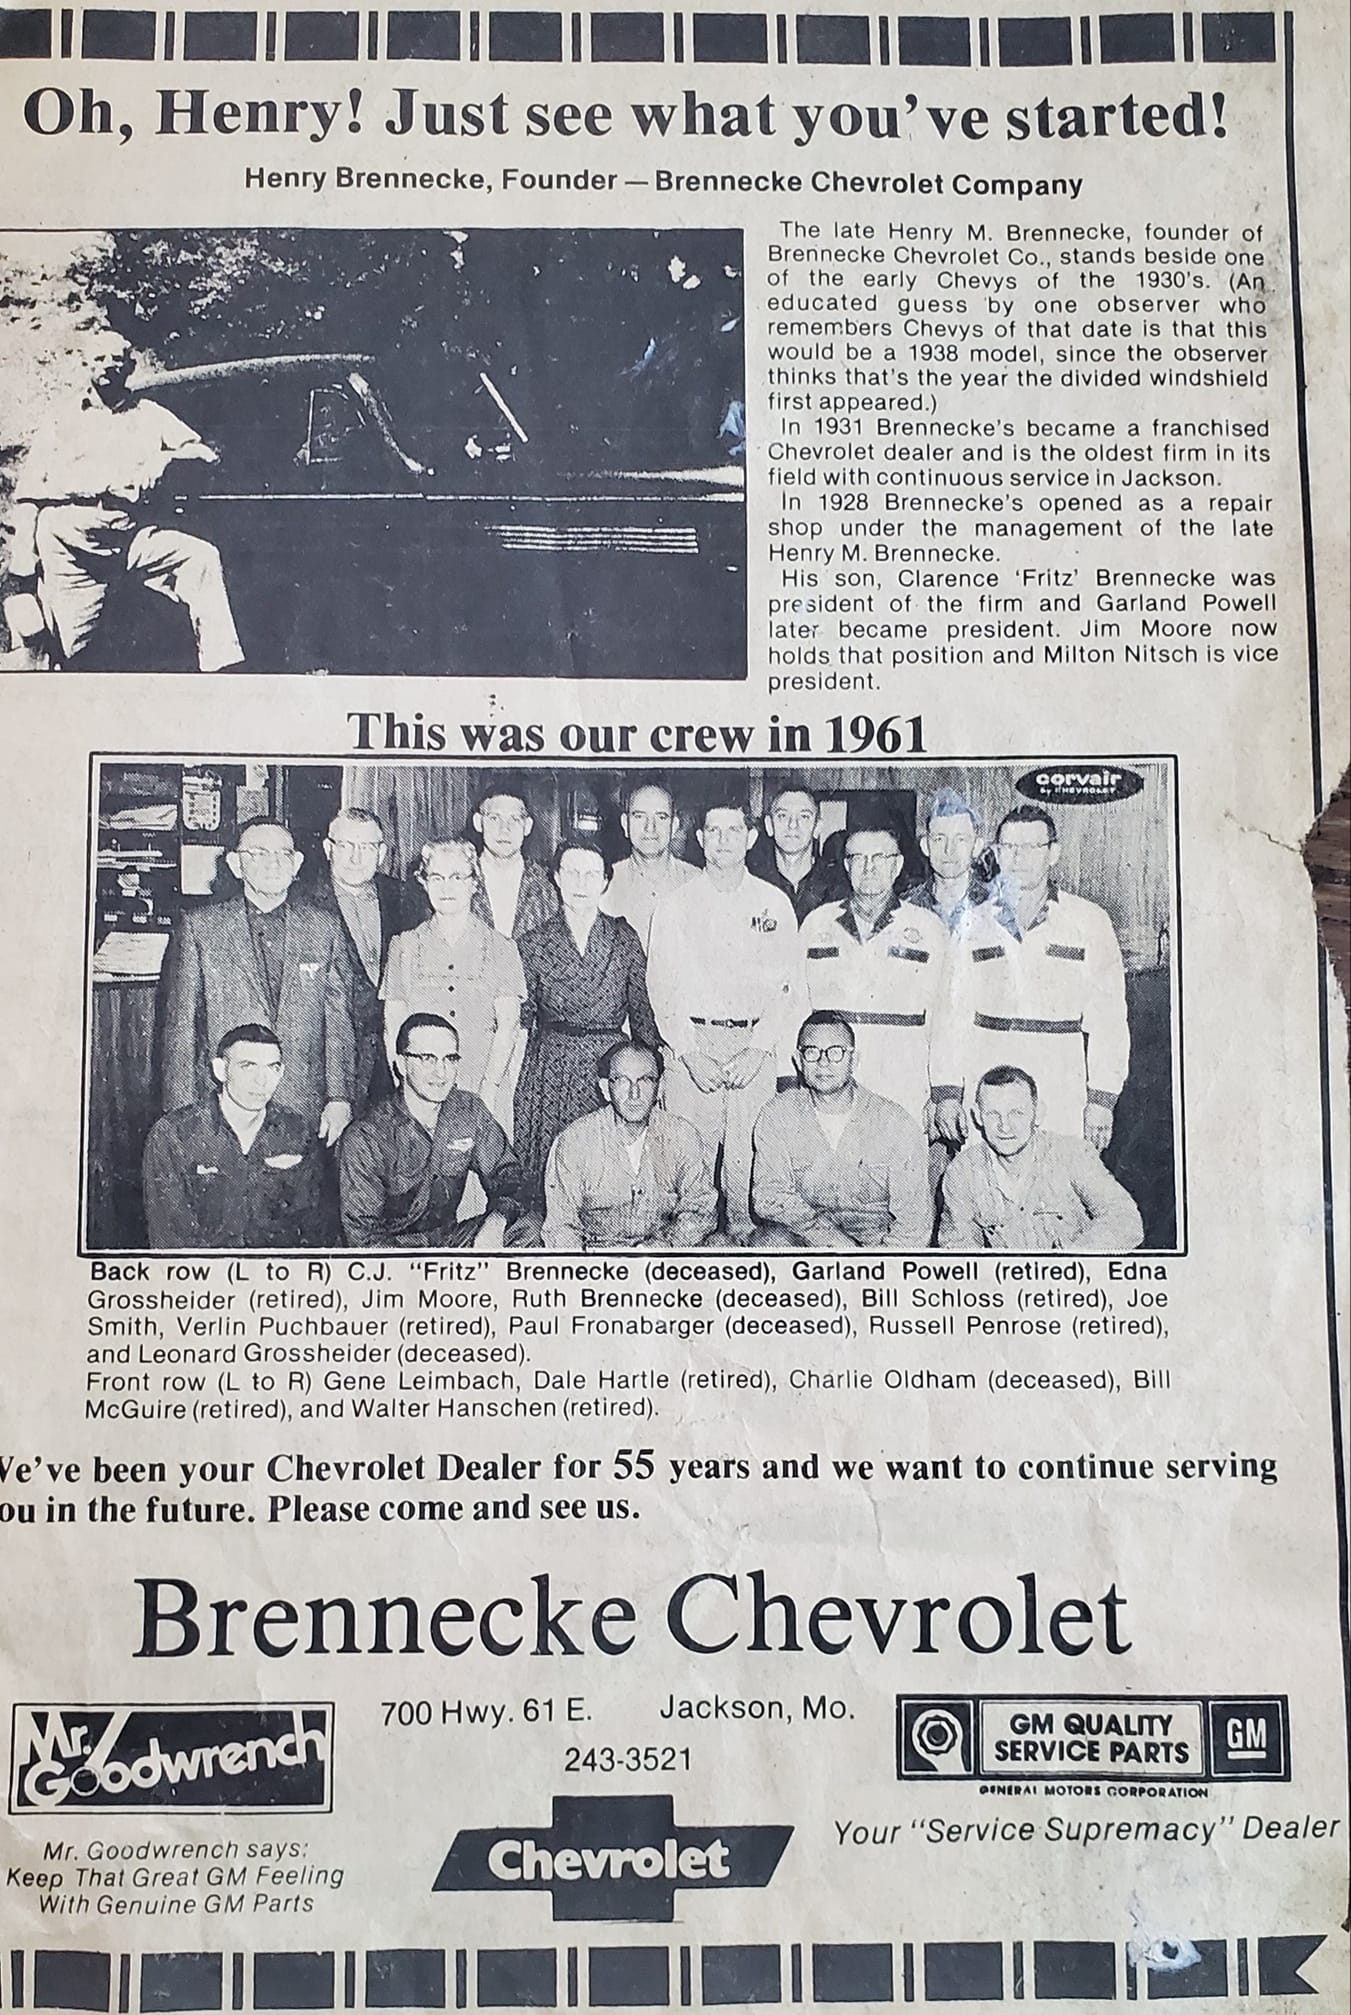 Oh, Henry! Just see what you've started!
Henry Brennecke, Founder — Brennecke Chevrolet Company
The late Henry M. Brennecke, founder of
Brennecke Chevrolet Co., stands beside one
of the early Chevys of the 1930's. (An
educated guess by one observer who
remembers Chevys of that date is that this
would be a 1938 model, since the observer
thinks that's the year the divided windshield
first appeared.)
In 1931 Brennecke's became a franchised
Chevrolet dealer and is the oldest firm in its
field with continuous service in Jackson.
In 1928 Brennecke's opened as a repair
shop under the management of the late
Henry M. Brennecke.
His son, Clarence 'Fritz' Brennecke was
president of the firm and Garland Powell
later became president. Jim Moore now
holds that position and Milton Nitsch is vice
president.
This was our crew in 1961
corvair
by CHEVROLET
Back row (L to R) C.J. "Fritz" Brennecke (deceased), Garland Powell (retired), Edna
Grossheider (retired), Jim Moore, Ruth Brennecke (deceased), Bill Schloss (retired), Joe
Smith, Verlin Puchbauer (retired), Paul Fronabarger (deceased), Russell Penrose (retired),
and Leonard Grossheider (deceased).
Front row (L to R) Gene Leimbach, Dale Hartle (retired), Charlie Oldham (deceased), Bill
McGuire (retired), and Walter Hanschen (retired).
We've been your Chevrolet Dealer for 55 years and we want to continue serving
ou in the future. Please come and see us.
Brennecke Chevrolet
700 Hwy. 61 E. Jackson, Mo.
243-3521
Mr. Goodwrench
Mr. Goodwrench says:
Keep That Great GM Feeling
With Genuine GM Parts
Chevrolet
GM QUALITY
SERVICE PARTS
GM
GENERAL MOTORS CORPORATION
Your "Service Supremacy" Dealer